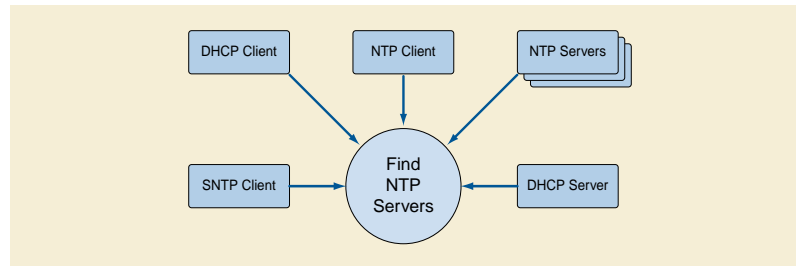 DHCP Client
NTP Client
NTP Servers
SNTP Client
Find
NTP
Servers
DHCP Server